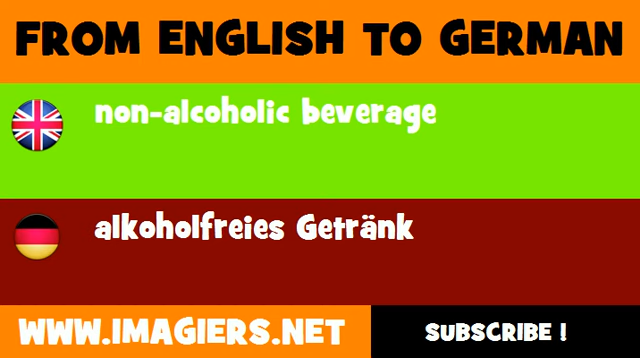 FROM ENGLISH TO GERMAN
non-alcoholic beverage
alkoholfreies Getränk
WWW.IMAGIERS.NET
SUBSCRIBE !